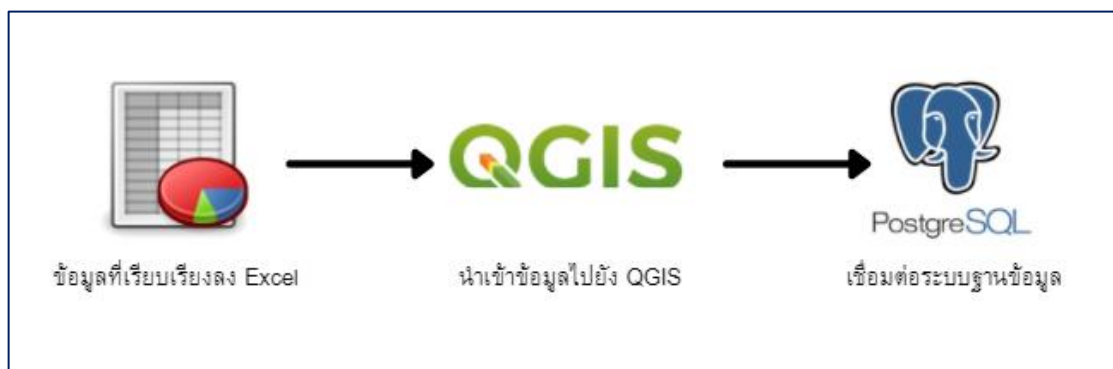 QGIS
PostgreSQL
ข้อมูลที่เรียบเรียงลง Excel
นำเข้าข้อมูลไปยัง QGIS
เชื่อมต่อระบบฐานข้อมูล